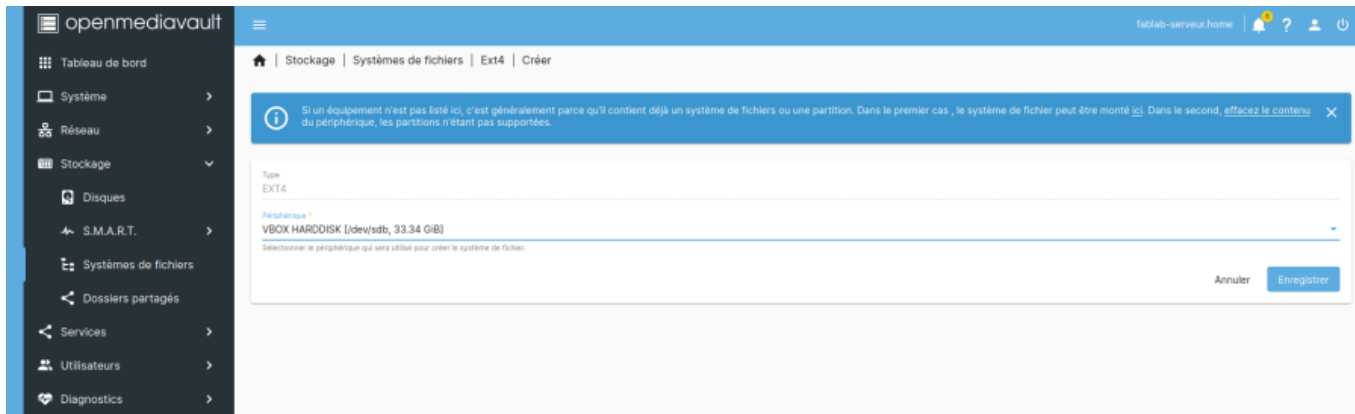 openmediavault
fablab-serveur.home
Tableau de bord
Stockage | Systèmes de fichiers | Ext4 | Créer
Système
Si un équipement n'est pas listé ici, c'est généralement parce qu'il contient déjà un système de fichiers ou une partition. Dans le premier cas , le système de fichier peut être monté ici. Dans le second, effacez le contenu
du périphérique, les partitions n'étant pas supportées.
Réseau
Stockage
Type
EXT4
Disques
Périphérique *
VBOX HARDDISK [/dev/sdb, 33.34 GiB]
S.M.A.R.T.
Sélectionner le périphérique qui sera utilisé pour créer le système de fichier.
Systèmes de fichiers
Annuler
Enregistrer
Dossiers partagés
Services
Utilisateurs
Diagnostics